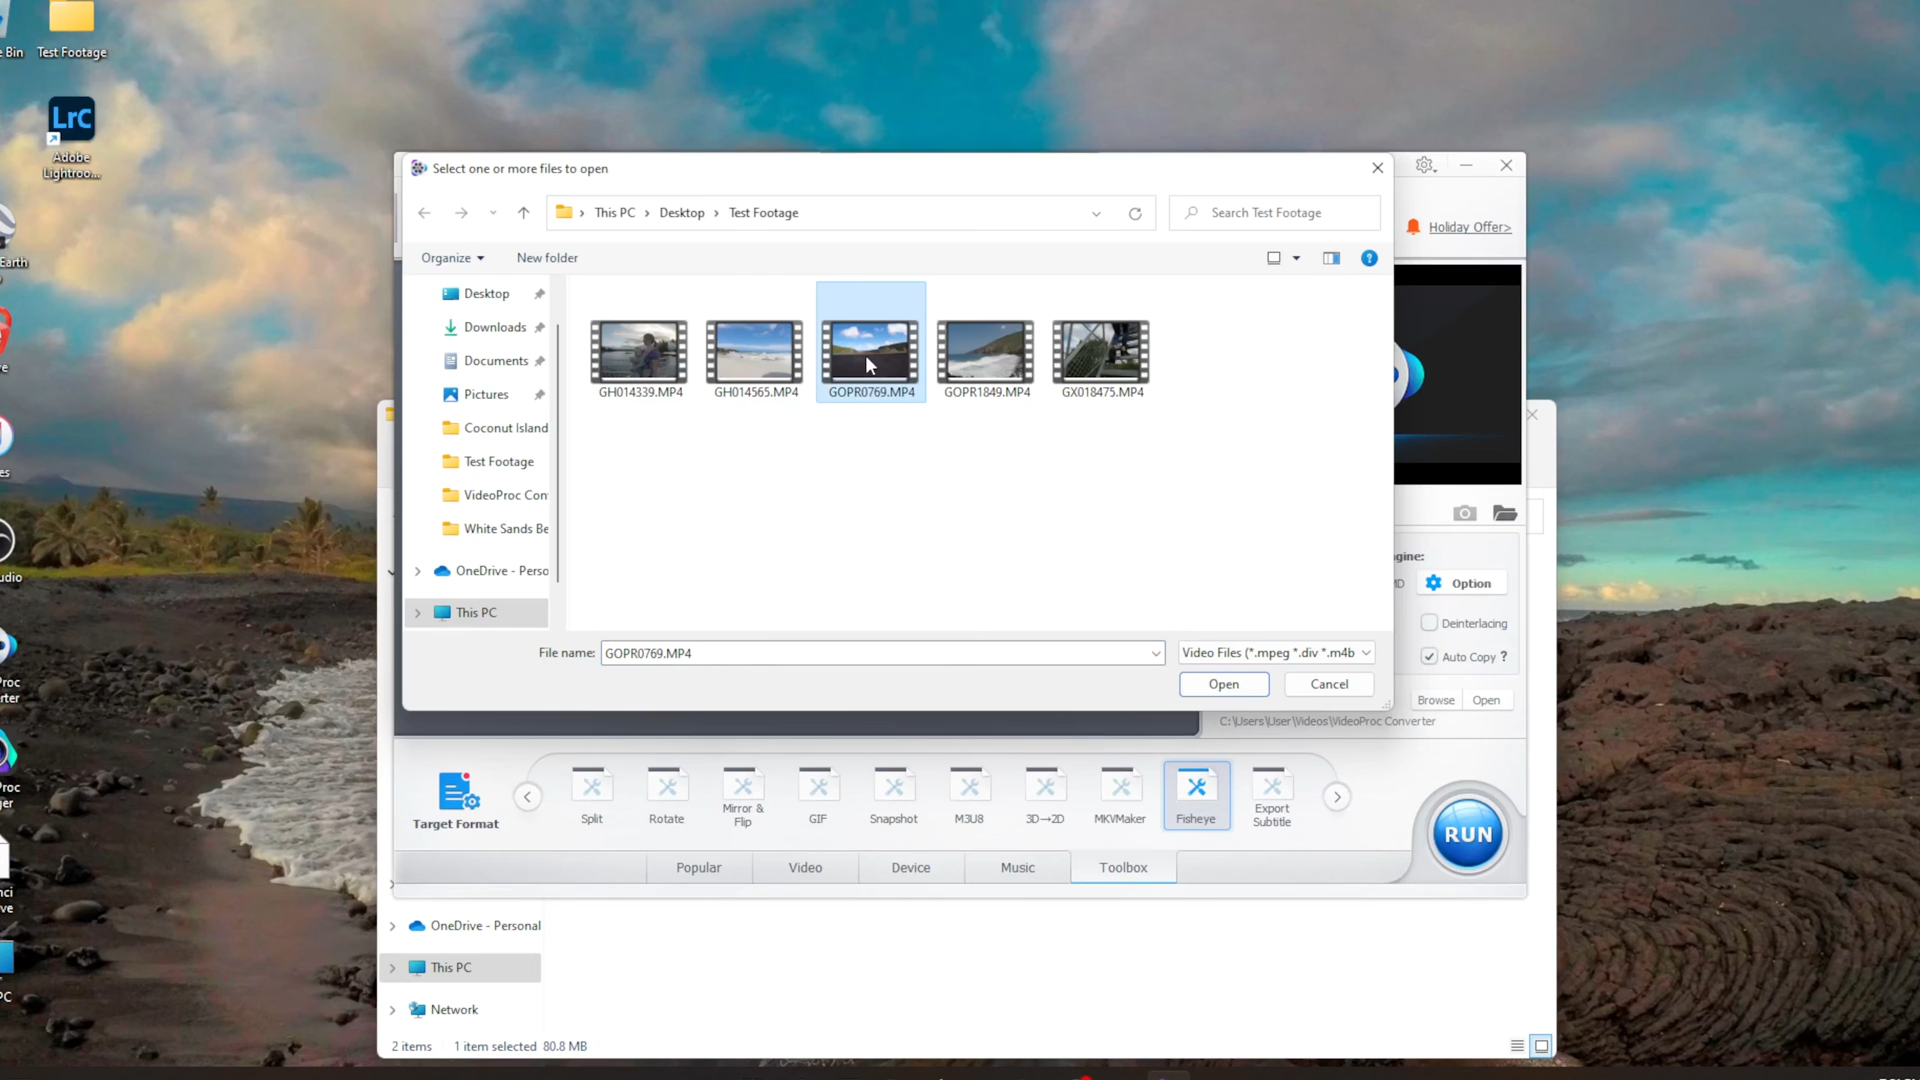 e Bin
Test Footage
LrC
Adobe
Lightroo...
Earth
ve
es
udio
Proc
rter
Proc
ger
nci
ve
PC
Select one or more files to open
This PC > Desktop > Test Footage
Search Test Footage
Organize
New folder
Desktop
Downloads
Documents
Pictures
Coconut Island
Test Footage
VideoProc Con
White Sands Be
OneDrive - Perso
This PC
GH014339.MP4
GH014565.MP4
GOPR0769.MP4
GOPR1849.MP4
GX018475.MP4
File name:
GOPR0769.MP4
Video Files (*.mpeg *.div *.m4b
Open
Cancel
Holiday Offer>
gine:
Option
Deinterlacing
Auto Copy ?
Browse
Open
C:\Users\User\Videos\VideoProc Converter
Target Format
Split
Rotate
Mirror &
Flip
GIF
Snapshot
M3U8
3D→2D
MKVMaker
Fisheye
Export
Subtitle
RUN
Popular
Video
Device
Music
Toolbox
OneDrive - Personal
This PC
Network
2 items
1 item selected 80.8 MB